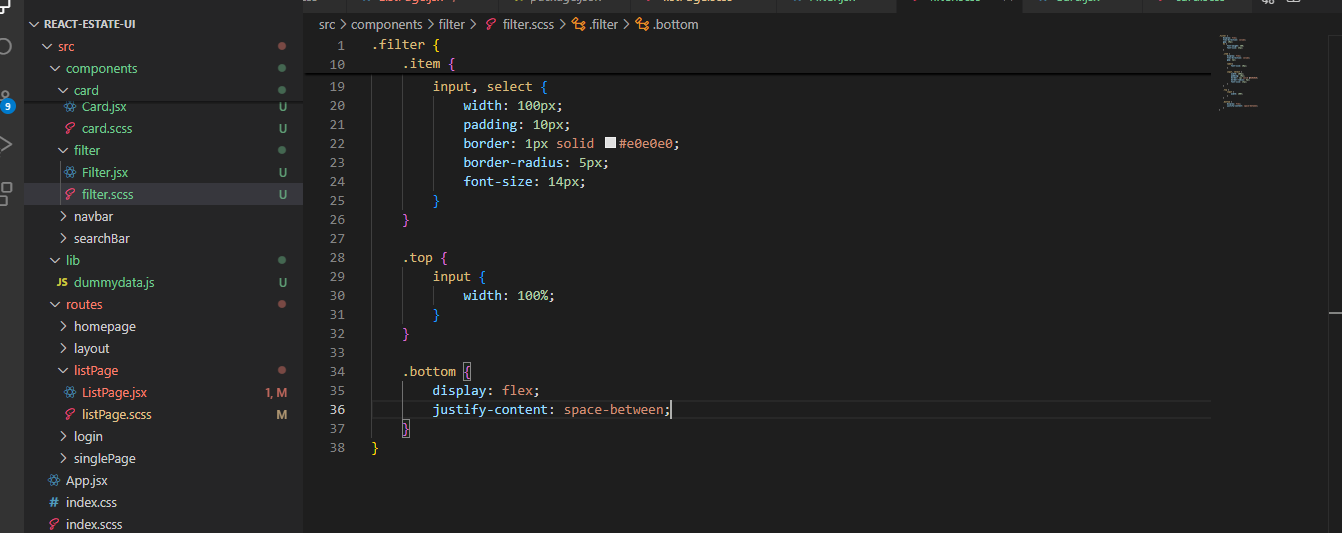 REACT-ESTATE-UI
src
components
card
Card.jsx U
card.scss U
filter
Filter.jsx U
filter.scss U
navbar
searchBar
lib
JS dummydata.js U
routes
homepage
layout
listPage
ListPage.jsx 1, M
listPage.scss M
login
singlePage
App.jsx
# index.css
index.scss
9
src > components > filter > filter.scss > .filter > .bottom
1 .filter {
10 .item {
19 input, select {
20 width: 100px;
21 padding: 10px;
22 border: 1px solid #e0e0e0;
23 border-radius: 5px;
24 font-size: 14px;
25 }
26 }
27
28 .top {
29 input {
30 width: 100%;
31 }
32 }
33
34 .bottom {
35 display: flex;
36 justify-content: space-between;
37 }
38 }